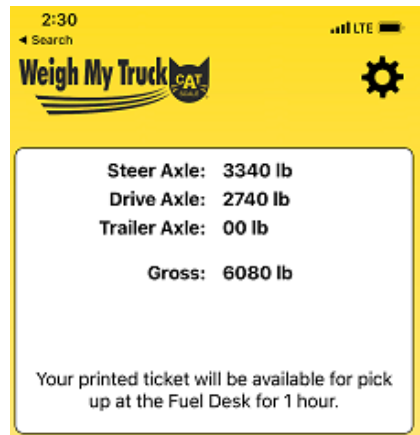 2:30
LTE
◀ Search
Weigh My Truck CAT SCALE
Steer Axle: 3340 lb
Drive Axle: 2740 lb
Trailer Axle: 00 lb
Gross: 6080 lb
Your printed ticket will be available for pick
up at the Fuel Desk for 1 hour.